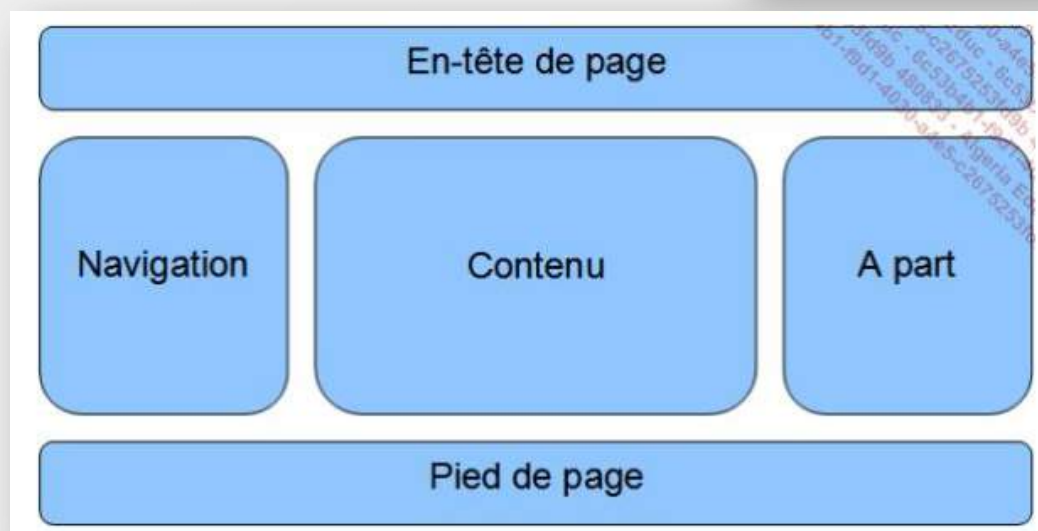 En-tête de page
Navigation
Contenu
A part
Pied de page